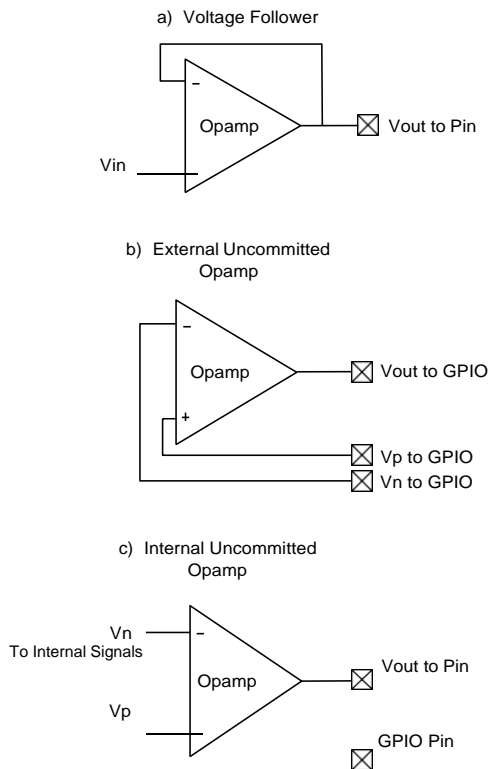 a) Voltage Follower
–
Opamp
Vout to Pin
Vin
b) External Uncommitted
Opamp
–
Opamp
Vout to GPIO
+
Vp to GPIO
Vn to GPIO
c) Internal Uncommitted
Opamp
Vn
–
To Internal Signals
Opamp
Vout to Pin
Vp
GPIO Pin